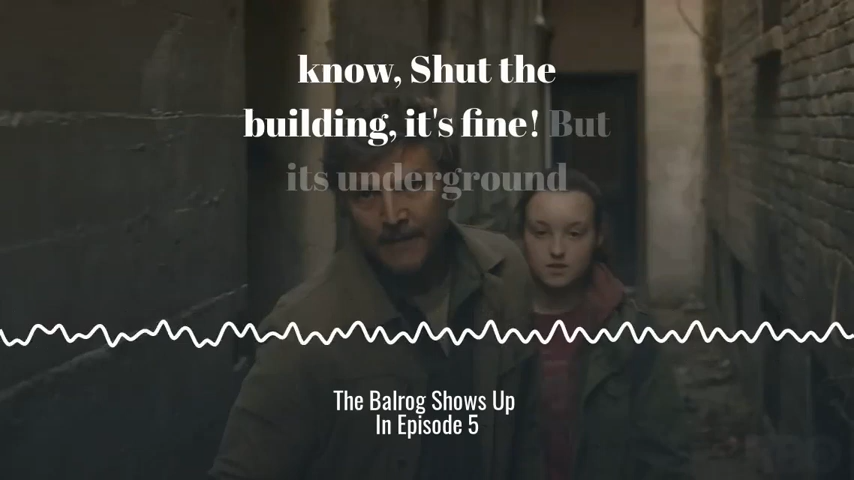 know, Shut the
building, it's fine! But
its underground
The Balrog Shows Up
In Episode 5